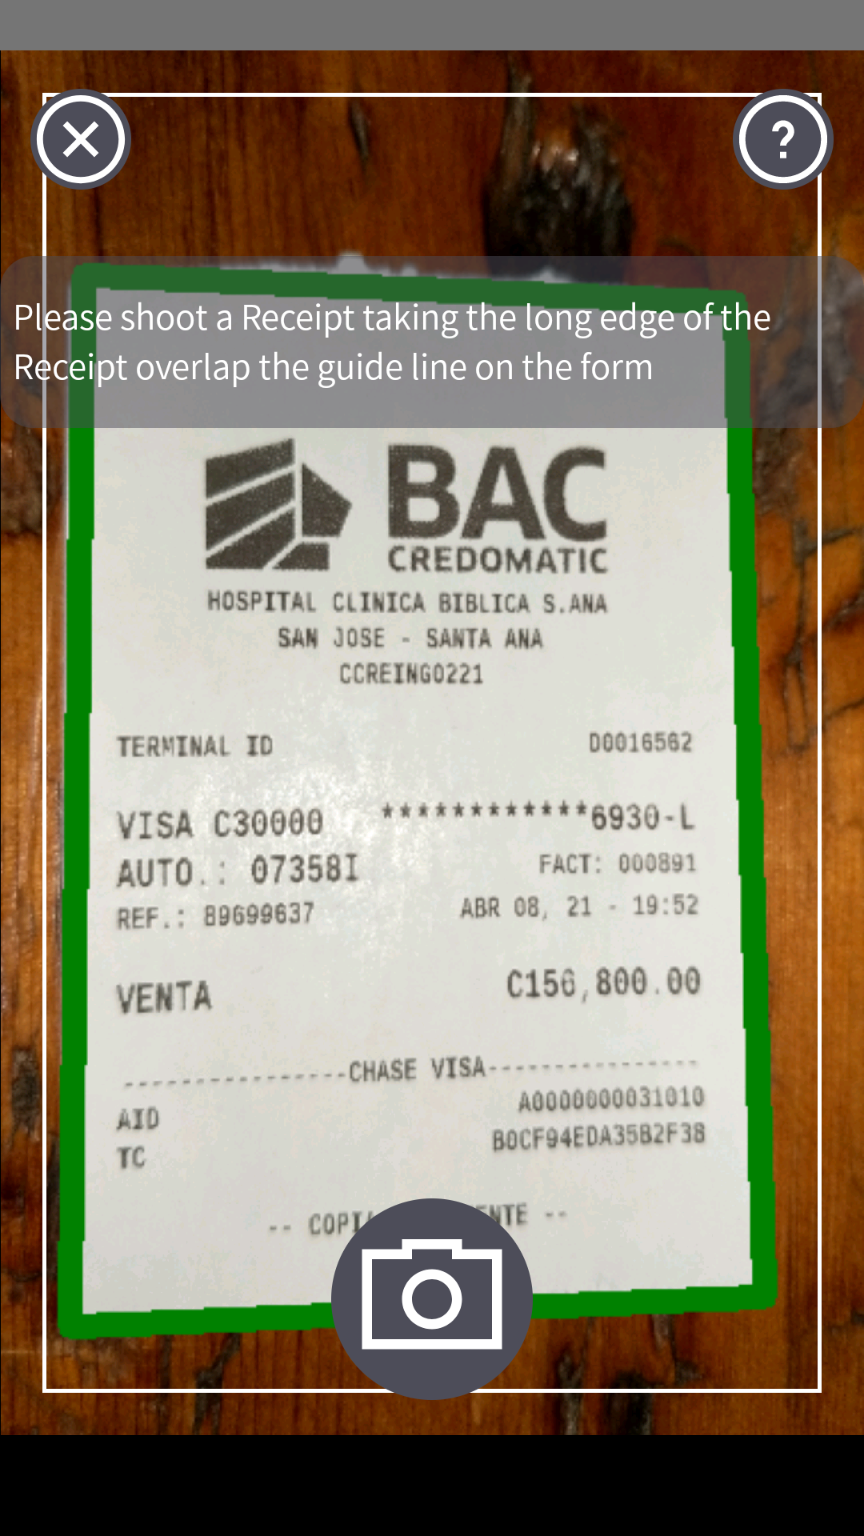 Please shoot a Receipt taking the long edge of the
Receipt overlap the guide line on the form
BAC
CREDOMATIC
HOSPITAL CLINICA BIBLICA S.ANA
SAN JOSE - SANTA ANA
CCREING0221
TERMINAL ID D0016562
VISA C30000 ************6930-L
AUTO.: 07358I FACT: 000891
REF.: 89699637 ABR 08, 21 - 19:52
VENTA C156,800.00
----------------CHASE VISA----------------
AID A0000000031010
TC B0CF94EDA35B2F38
-- --